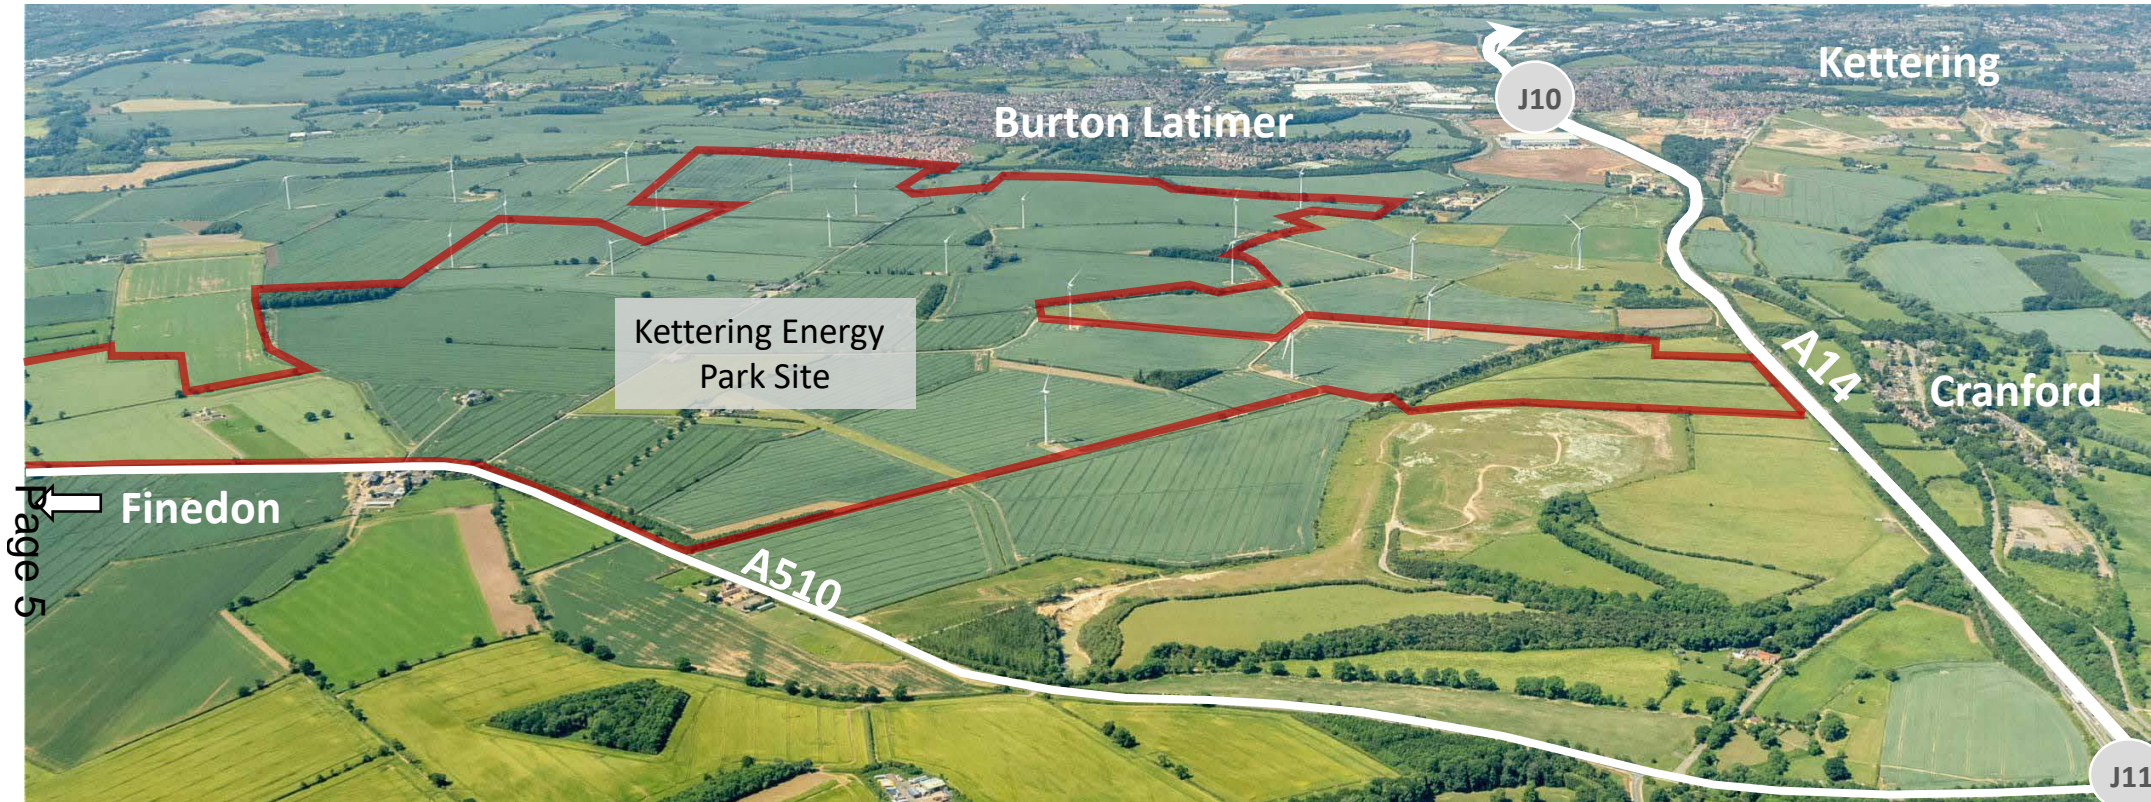 Kettering
J10
Burton Latimer
Kettering Energy
Park Site
A14
Cranford
Finedon
Page 5
A510
J11